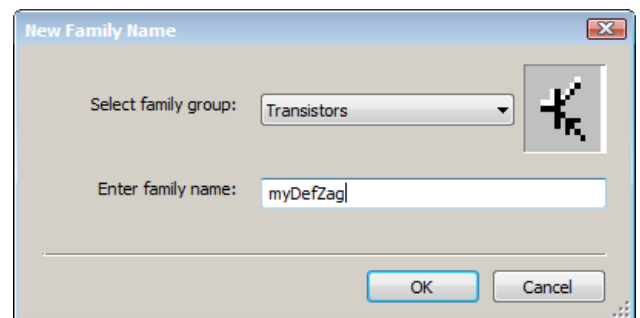 New Family Name
Select family group: Transistors
Enter family name: myDefZag
OK Cancel